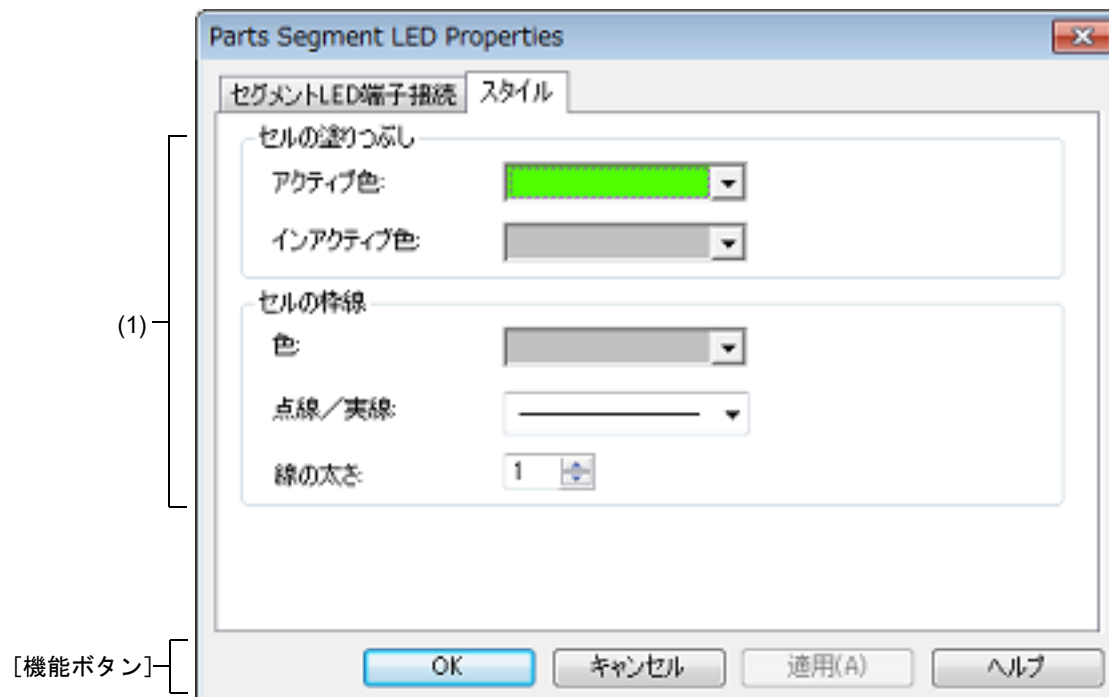 Parts Segment LED Properties
セグメントLED端子接続 スタイル
セルの塗りつぶし
アクティブ色:
インアクティブ色:
セルの枠線
(1)
色:
点線／実線:
線の太さ: 1
[機能ボタン] OK キャンセル 適用(A) ヘルプ